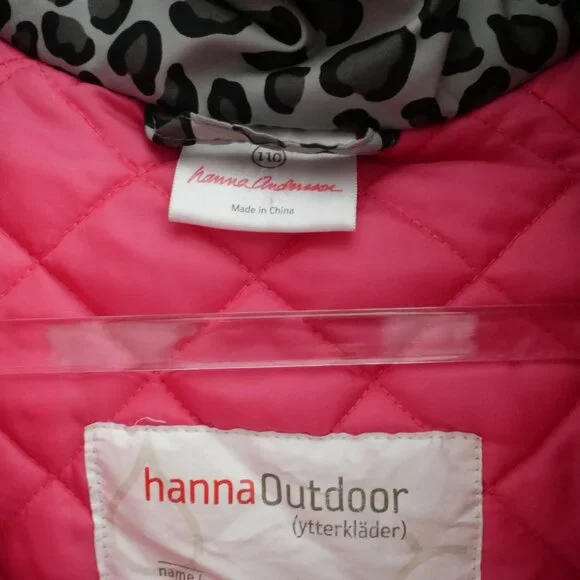 110
hanna andersson
Made in China
hannaOutdoor
(ytterkläder)
name